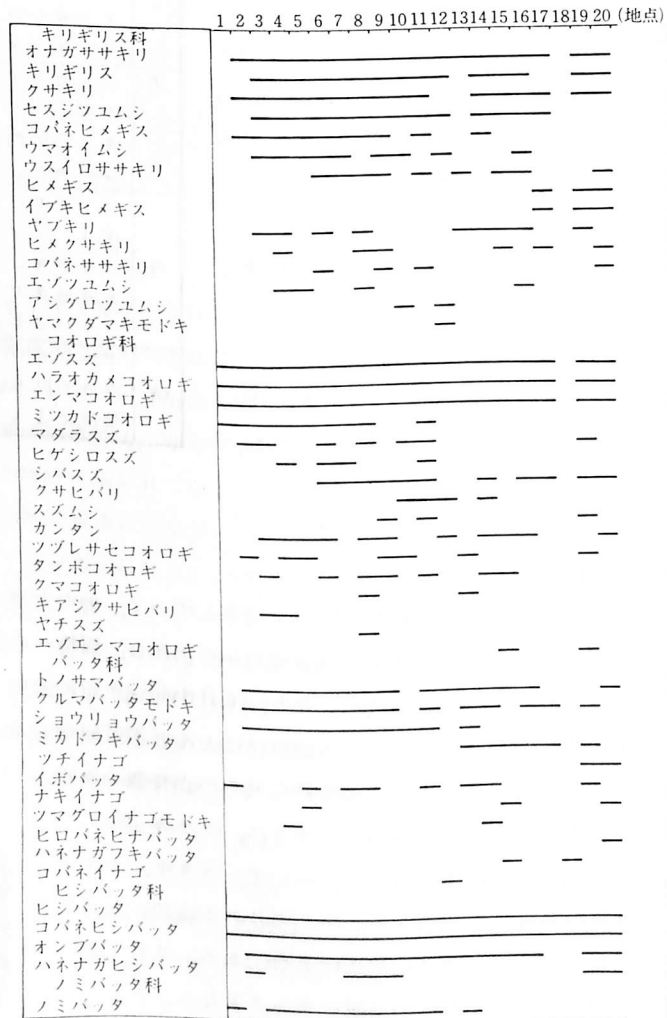 1 2 3 4 5 6 7 8 9 10 11 12 13 14 15 16 17 18 19 20 (地点)
キリギリス科
オナガササキリ
キリギリス
クサキリ
セスジツユムシ
コバネヒメギス
ウマオイムシ
ウスイロササキリ
ヒメギス
イブキヒメギス
ヤブキリ
ヒメクサキリ
コバネササキリ
エゾツユムシ
アシグロツユムシ
ヤマクダマキモドキ
コオロギ科
エゾスズ
ハラオカメコオロギ
エンマコオロギ
ミツカドコオロギ
マダラスズ
ヒゲシロスズ
シバスズ
クサヒバリ
スズムシ
カンタン
ツヅレサセコオロギ
タンボコオロギ
クマコオロギ
キアシクサヒバリ
ヤチスズ
エゾエンマコオロギ
バッタ科
トノサマバッタ
クルマバッタモドキ
ショウリョウバッタ
ミカドフキバッタ
ツチイナゴ
イボバッタ
ナキイナゴ
ツマグロイナゴモドキ
ヒロバネヒナバッタ
ハネナガフキバッタ
コバネイナゴ
ヒシバッタ科
ヒシバッタ
コバネヒシバッタ
オンブバッタ
ハネナガヒシバッタ
ノミバッタ科
ノミバッタ